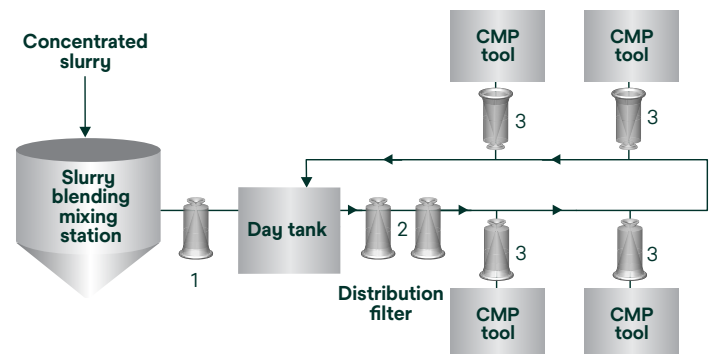 Concentrated
slurry
Slurry
blending
mixing
station
1
Day tank
2
Distribution
filter
CMP
tool
3
CMP
tool
3
3
CMP
tool
3
CMP
tool